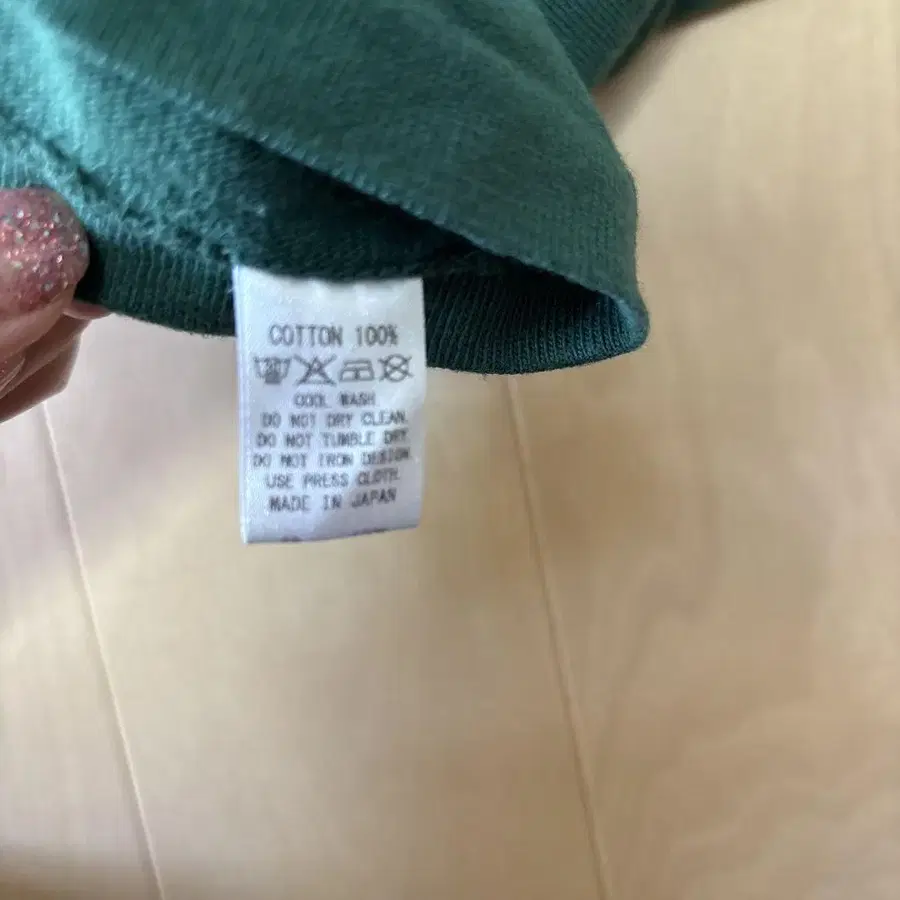 COTTON 100%
COOL WASH
DO NOT DRY CLEAN.
DO NOT TUMBLE DRY.
DO NOT IRON DESIGN.
USE PRESS CLOTH.
MADE IN JAPAN